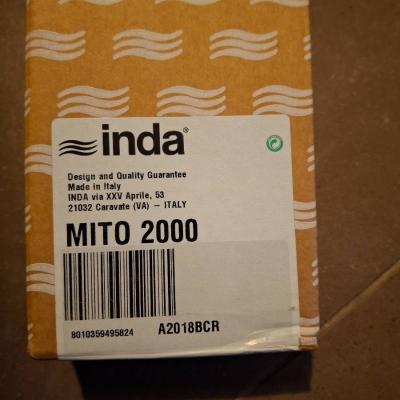 inda®
Design and Quality Guarantee
Made in Italy
INDA via XXV Aprile, 53
21032 Caravate (VA) – ITALY
MITO 2000
8010359495824 A2018BCR